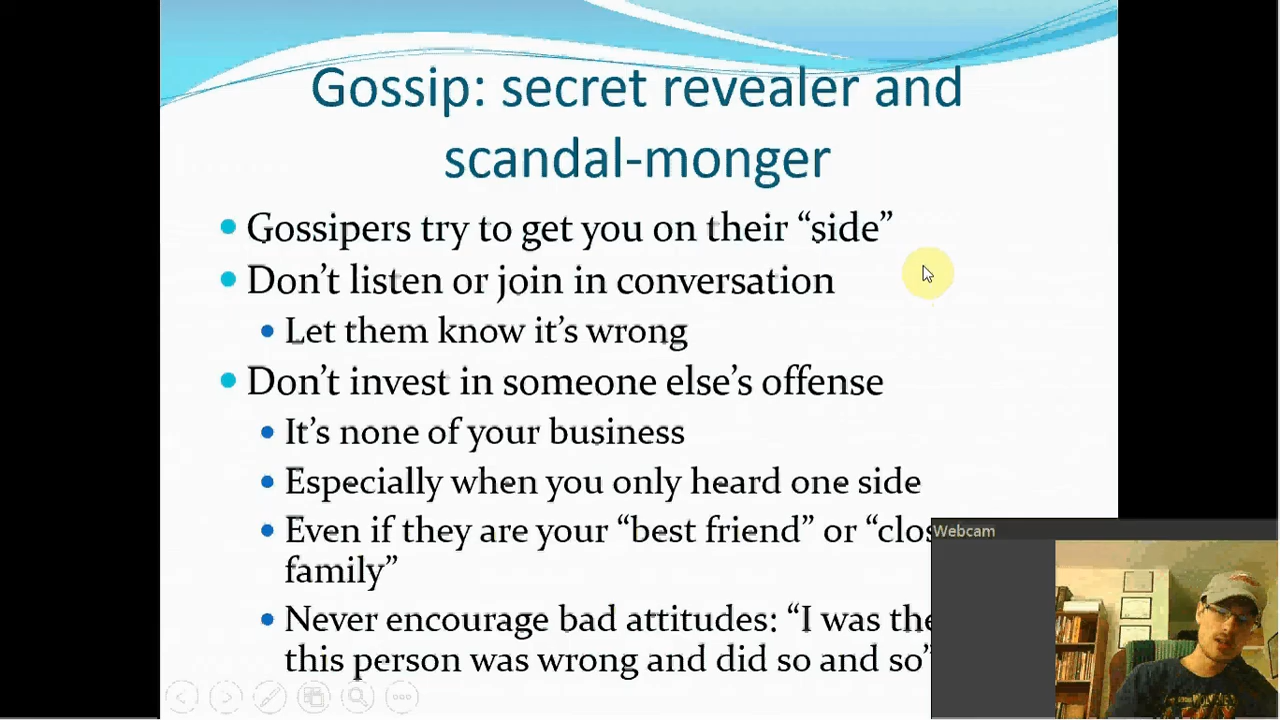 Gossip: secret revealer and
scandal-monger
Gossipers try to get you on their “side”
Don’t listen or join in conversation
Let them know it’s wrong
Don’t invest in someone else’s offense
It’s none of your business
Especially when you only heard one side
Even if they are your “best friend” or “clos
family”
Never encourage bad attitudes: “I was the
this person was wrong and did so and so”
Webcam